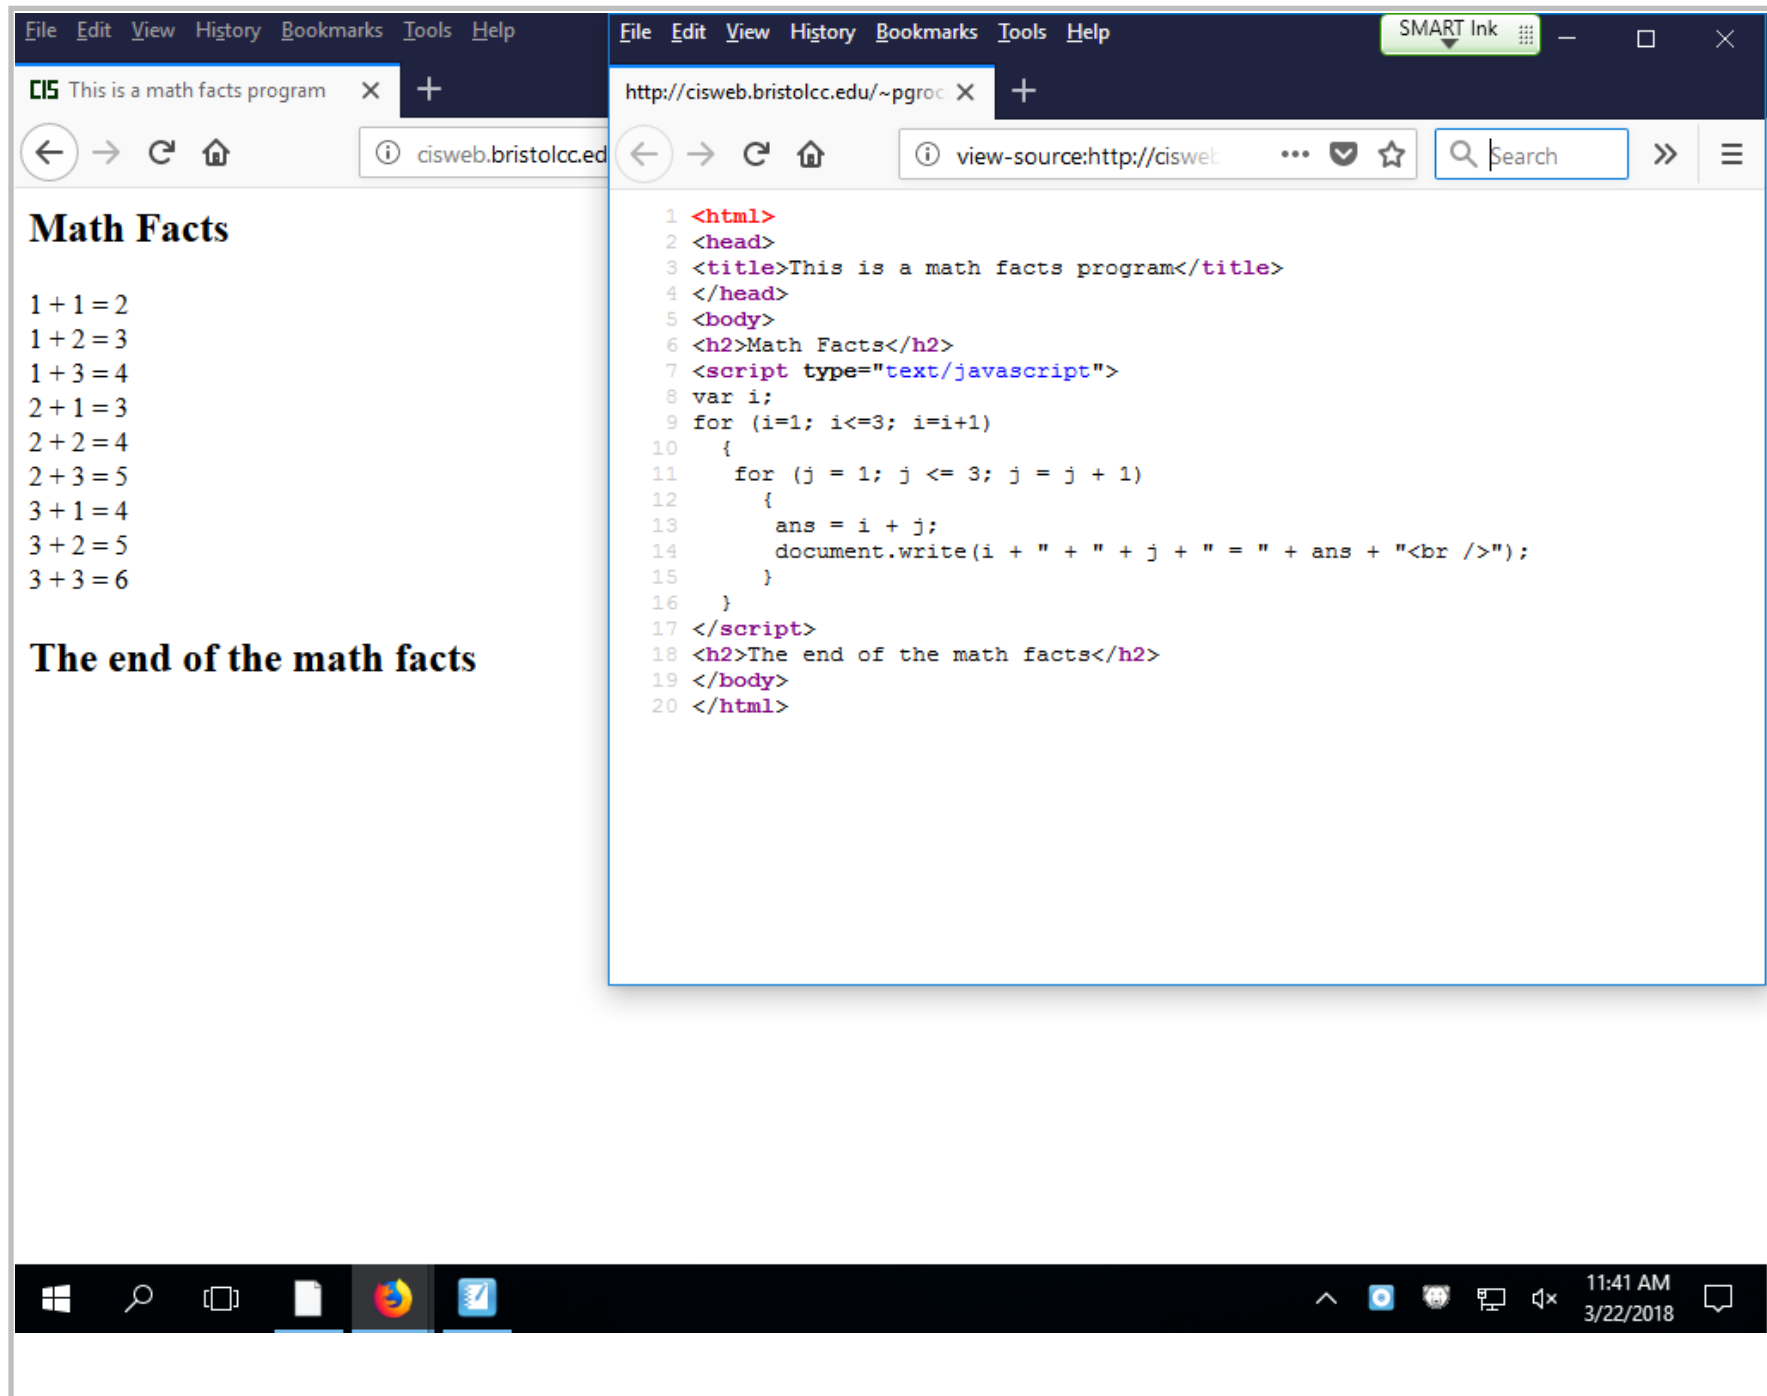 File Edit View History Bookmarks Tools Help
CIS This is a math facts program
cisweb.bristolcc.ed
Math Facts
1 + 1 = 2
1 + 2 = 3
1 + 3 = 4
2 + 1 = 3
2 + 2 = 4
2 + 3 = 5
3 + 1 = 4
3 + 2 = 5
3 + 3 = 6
The end of the math facts
File Edit View History Bookmarks Tools Help
SMART Ink
http://cisweb.bristolcc.edu/~pgroc
view-source:http://cisweb
Search
1 <html>
2 <head>
3 <title>This is a math facts program</title>
4 </head>
5 <body>
6 <h2>Math Facts</h2>
7 <script type="text/javascript">
8 var i;
9 for (i=1; i<=3; i=i+1)
10 {
11 for (j = 1; j <= 3; j = j + 1)
12 {
13 ans = i + j;
14 document.write(i + " + " + j + " = " + ans + "<br />");
15 }
16 }
17 </script>
18 <h2>The end of the math facts</h2>
19 </body>
20 </html>
11:41 AM
3/22/2018